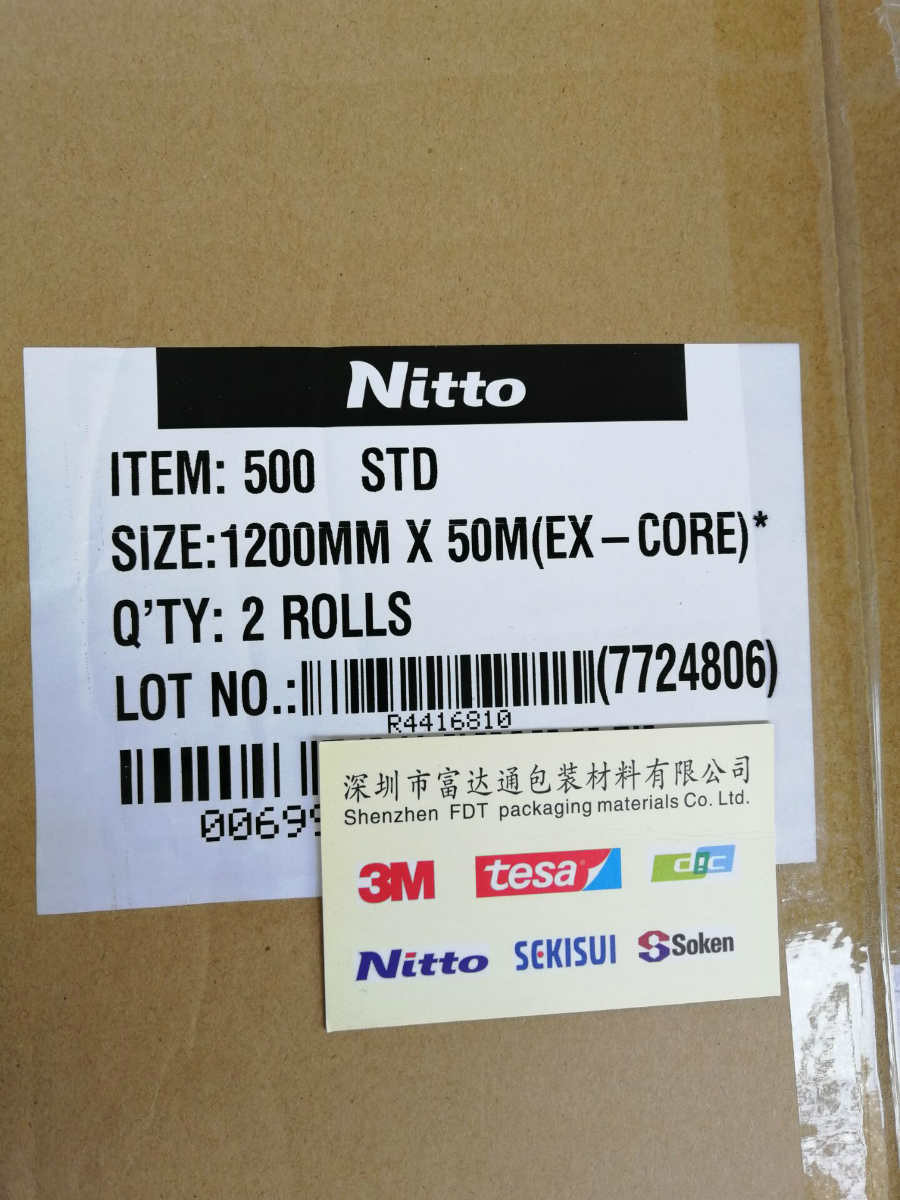 Nitto
ITEM: 500 STD
SIZE:1200MM X 50M(EX–CORE)*
Q'TY: 2 ROLLS
LOT NO.:(7724806)
R4416810
深圳市富达通包装材料有限公司
Shenzhen FDT packaging materials Co. Ltd.
3M tesa dic
Nitto SEKISUI Soken